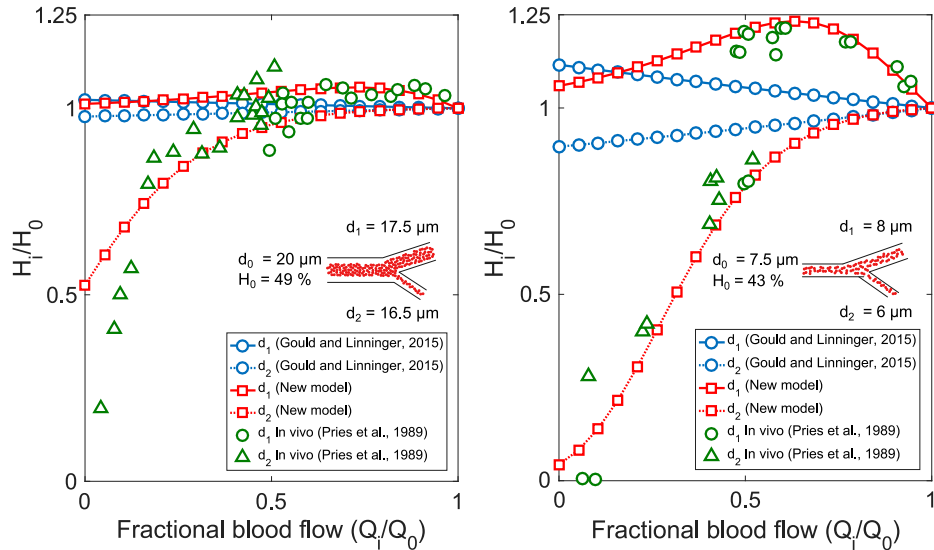 1.25
1
0.5
0
H_i/H_0
d_1 = 17.5 µm
d_0 = 20 µm
H_0 = 49 %
d_2 = 16.5 µm
d_1 (Gould and Linninger, 2015)
d_2 (Gould and Linninger, 2015)
d_1 (New model)
d_2 (New model)
d_1 In vivo (Pries et al., 1989)
d_2 In vivo (Pries et al., 1989)
0 0.5 1
Fractional blood flow (Q_i/Q_0)
1.25
1
0.5
0
H_i/H_0
d_1 = 8 µm
d_0 = 7.5 µm
H_0 = 43 %
d_2 = 6 µm
d_1 (Gould and Linninger, 2015)
d_2 (Gould and Linninger, 2015)
d_1 (New model)
d_2 (New model)
d_1 In vivo (Pries et al., 1989)
d_2 In vivo (Pries et al., 1989)
0 0.5 1
Fractional blood flow (Q_i/Q_0)